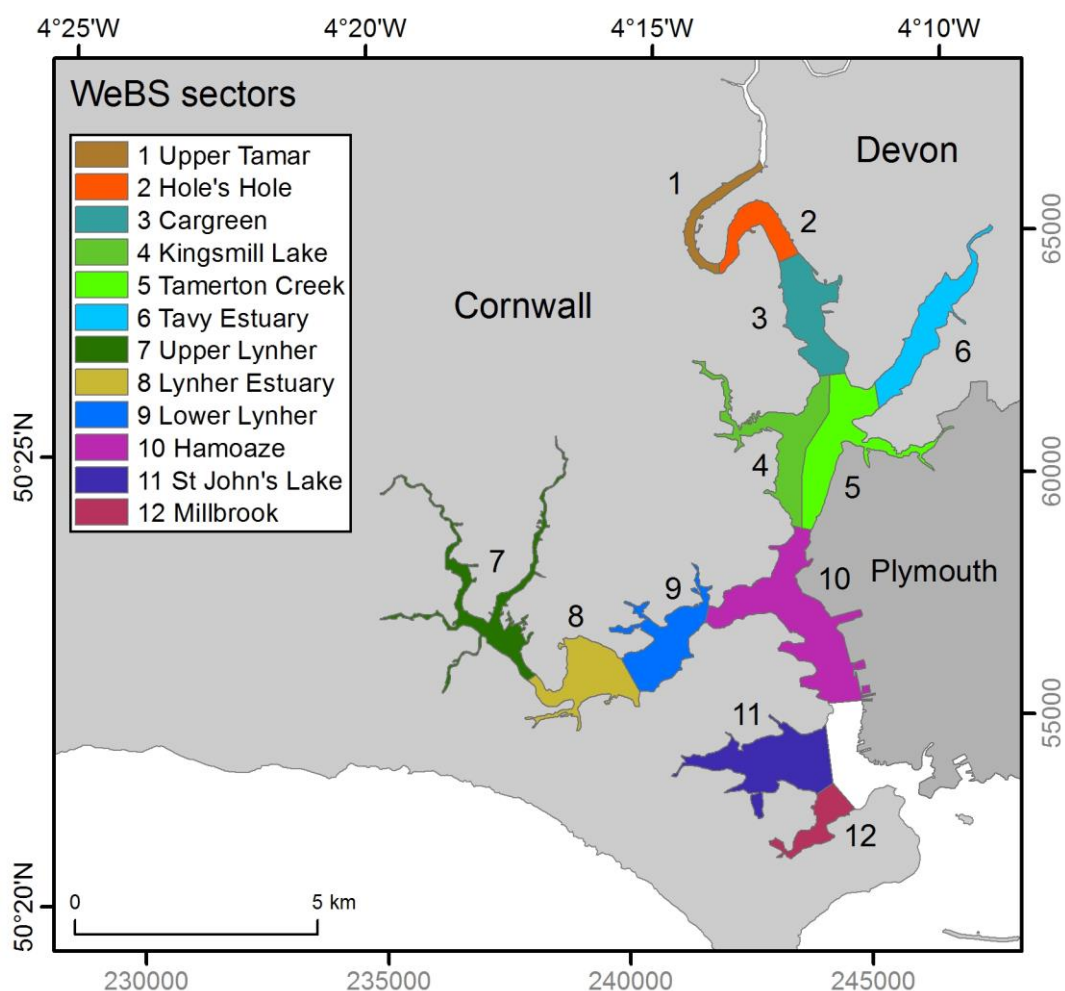 4°25'W 4°20'W 4°15'W 4°10'W
WeBS sectors
1 Upper Tamar
2 Hole's Hole
3 Cargreen
4 Kingsmill Lake
5 Tamerton Creek
6 Tavy Estuary
7 Upper Lynher
8 Lynher Estuary
9 Lower Lynher
10 Hamoaze
11 St John's Lake
12 Millbrook
Devon
Cornwall
Plymouth
1
2
3
6
4
5
7
10
9
8
11
12
50°25'N
50°20'N
650000
60000
55000
0 5 km
230000 235000 240000 245000